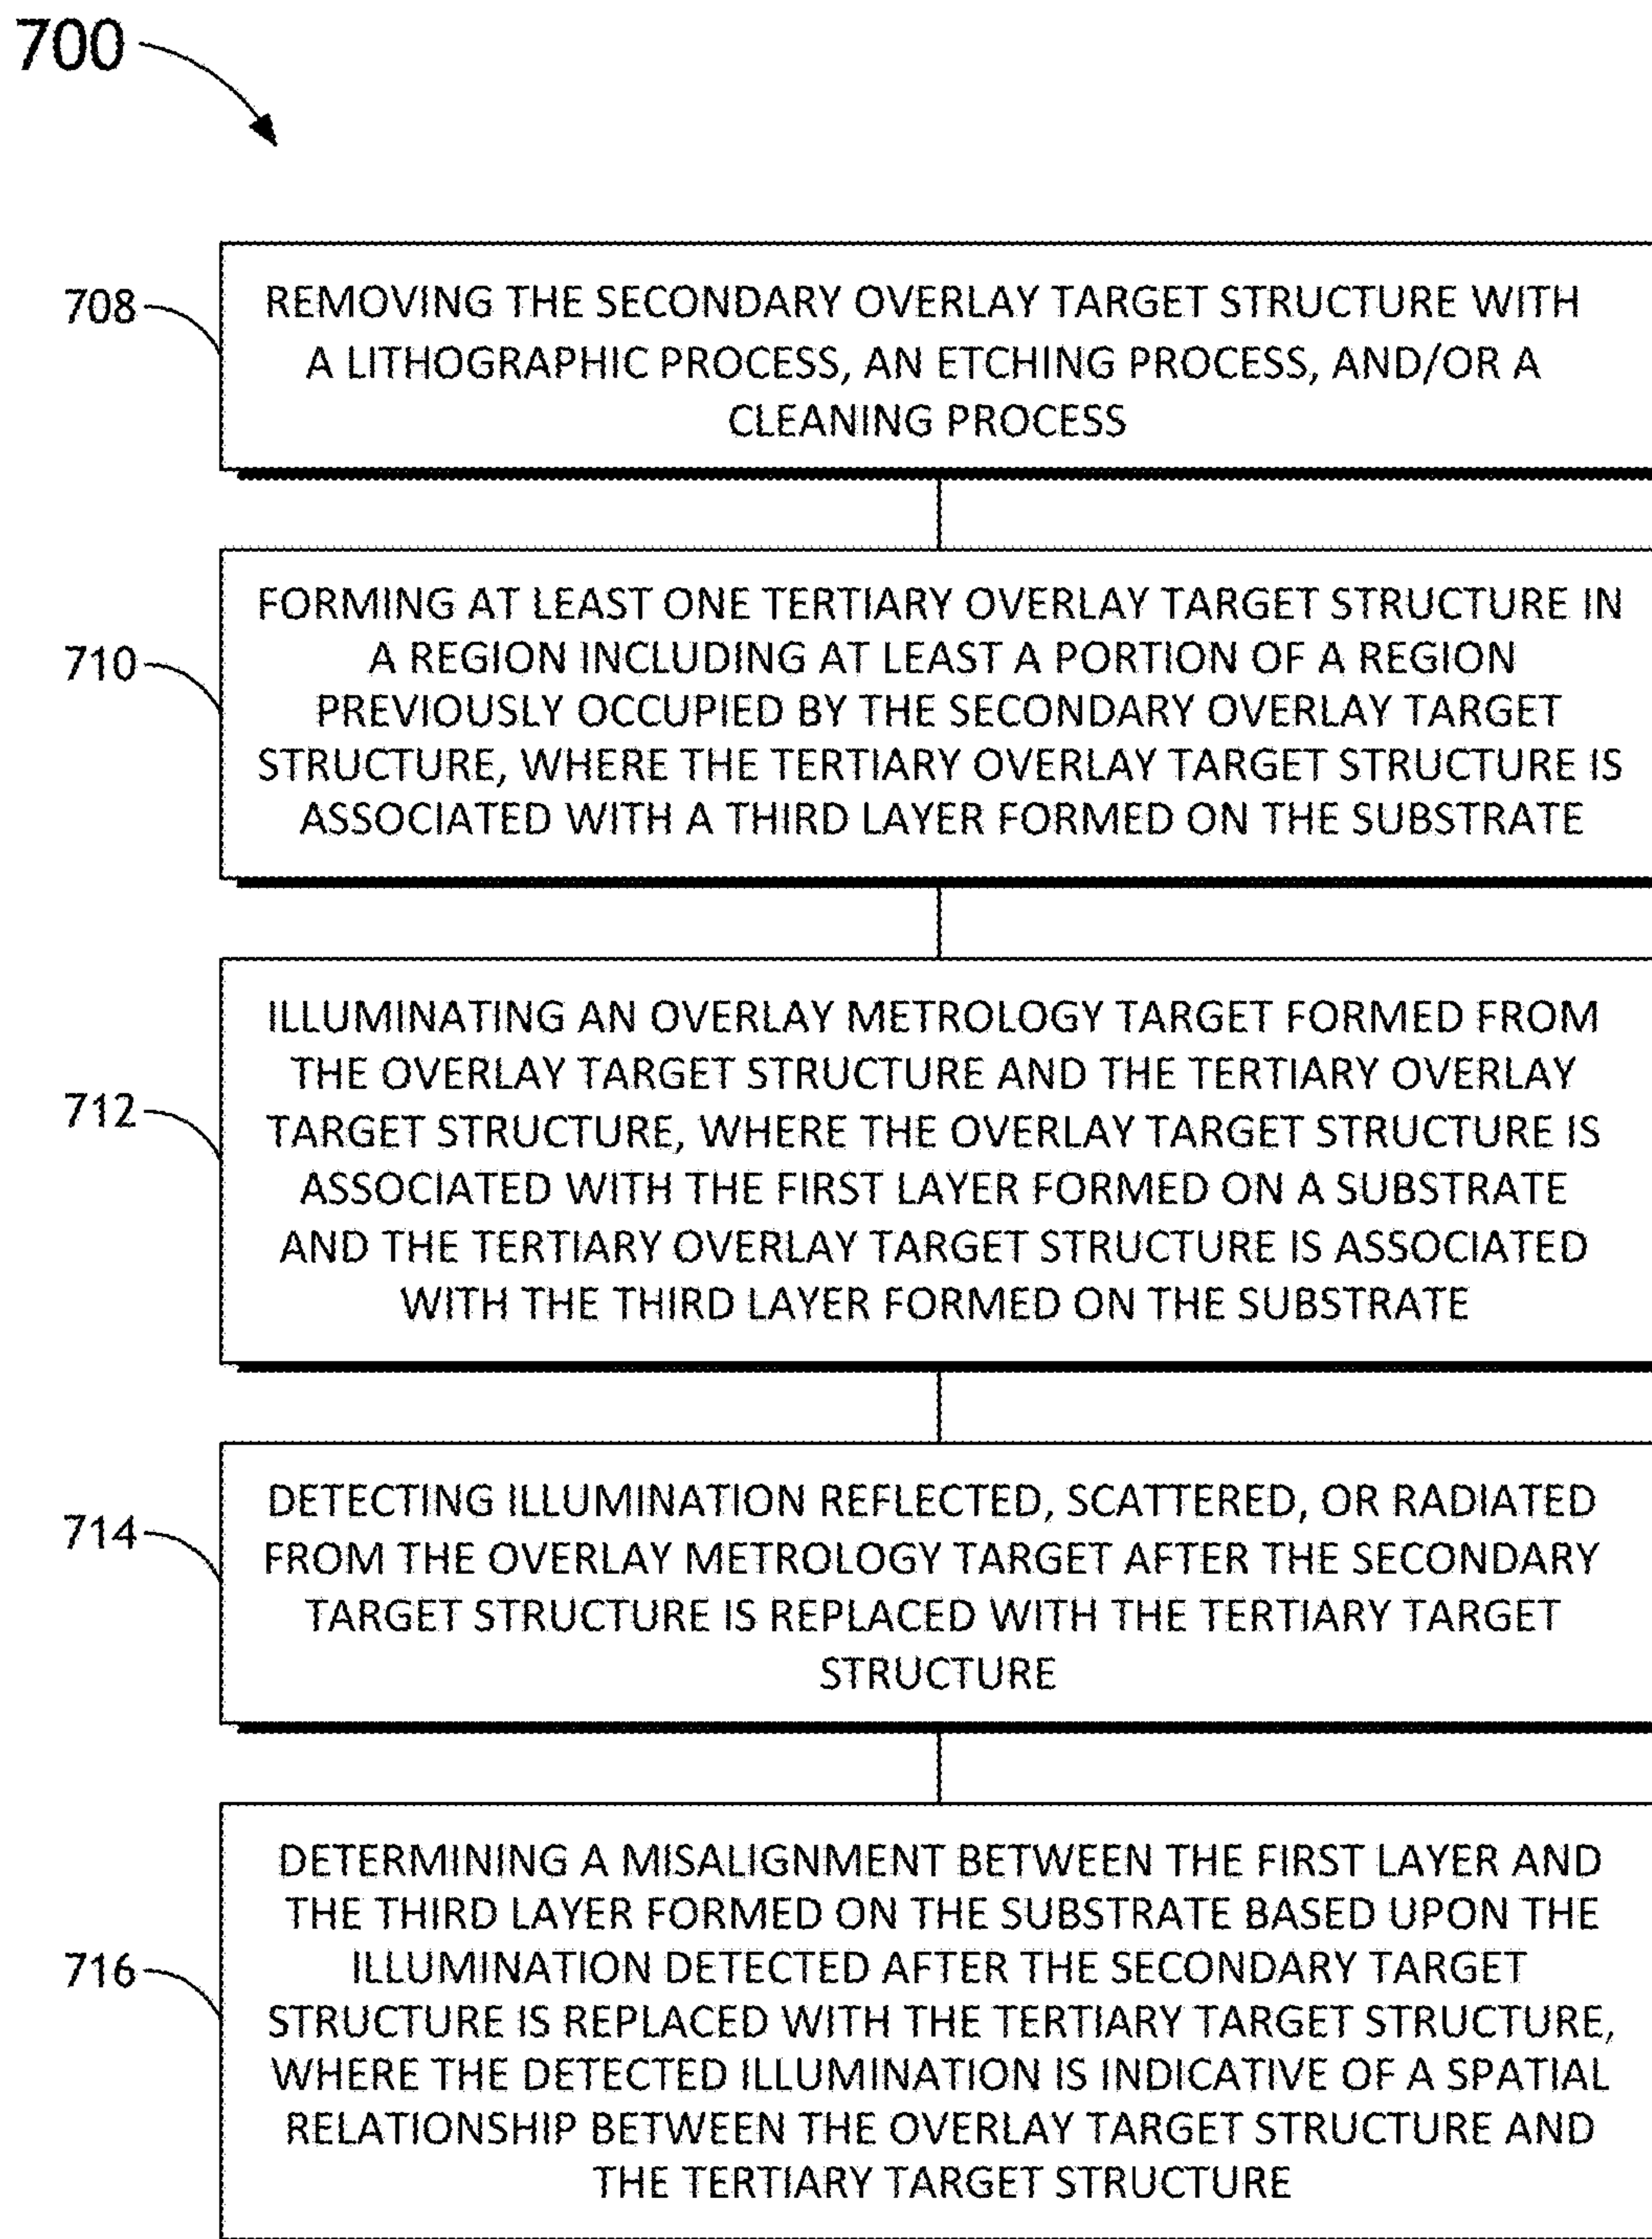 700
708
REMOVING THE SECONDARY OVERLAY TARGET STRUCTURE WITH
A LITHOGRAPHIC PROCESS, AN ETCHING PROCESS, AND/OR A
CLEANING PROCESS
710
FORMING AT LEAST ONE TERTIARY OVERLAY TARGET STRUCTURE IN
A REGION INCLUDING AT LEAST A PORTION OF A REGION
PREVIOUSLY OCCUPIED BY THE SECONDARY OVERLAY TARGET
STRUCTURE, WHERE THE TERTIARY OVERLAY TARGET STRUCTURE IS
ASSOCIATED WITH A THIRD LAYER FORMED ON THE SUBSTRATE
712
ILLUMINATING AN OVERLAY METROLOGY TARGET FORMED FROM
THE OVERLAY TARGET STRUCTURE AND THE TERTIARY OVERLAY
TARGET STRUCTURE, WHERE THE OVERLAY TARGET STRUCTURE IS
ASSOCIATED WITH THE FIRST LAYER FORMED ON A SUBSTRATE
AND THE TERTIARY OVERLAY TARGET STRUCTURE IS ASSOCIATED
WITH THE THIRD LAYER FORMED ON THE SUBSTRATE
714
DETECTING ILLUMINATION REFLECTED, SCATTERED, OR RADIATED
FROM THE OVERLAY METROLOGY TARGET AFTER THE SECONDARY
TARGET STRUCTURE IS REPLACED WITH THE TERTIARY TARGET
STRUCTURE
716
DETERMINING A MISALIGNMENT BETWEEN THE FIRST LAYER AND
THE THIRD LAYER FORMED ON THE SUBSTRATE BASED UPON THE
ILLUMINATION DETECTED AFTER THE SECONDARY TARGET
STRUCTURE IS REPLACED WITH THE TERTIARY TARGET STRUCTURE,
WHERE THE DETECTED ILLUMINATION IS INDICATIVE OF A SPATIAL
RELATIONSHIP BETWEEN THE OVERLAY TARGET STRUCTURE AND
THE TERTIARY TARGET STRUCTURE